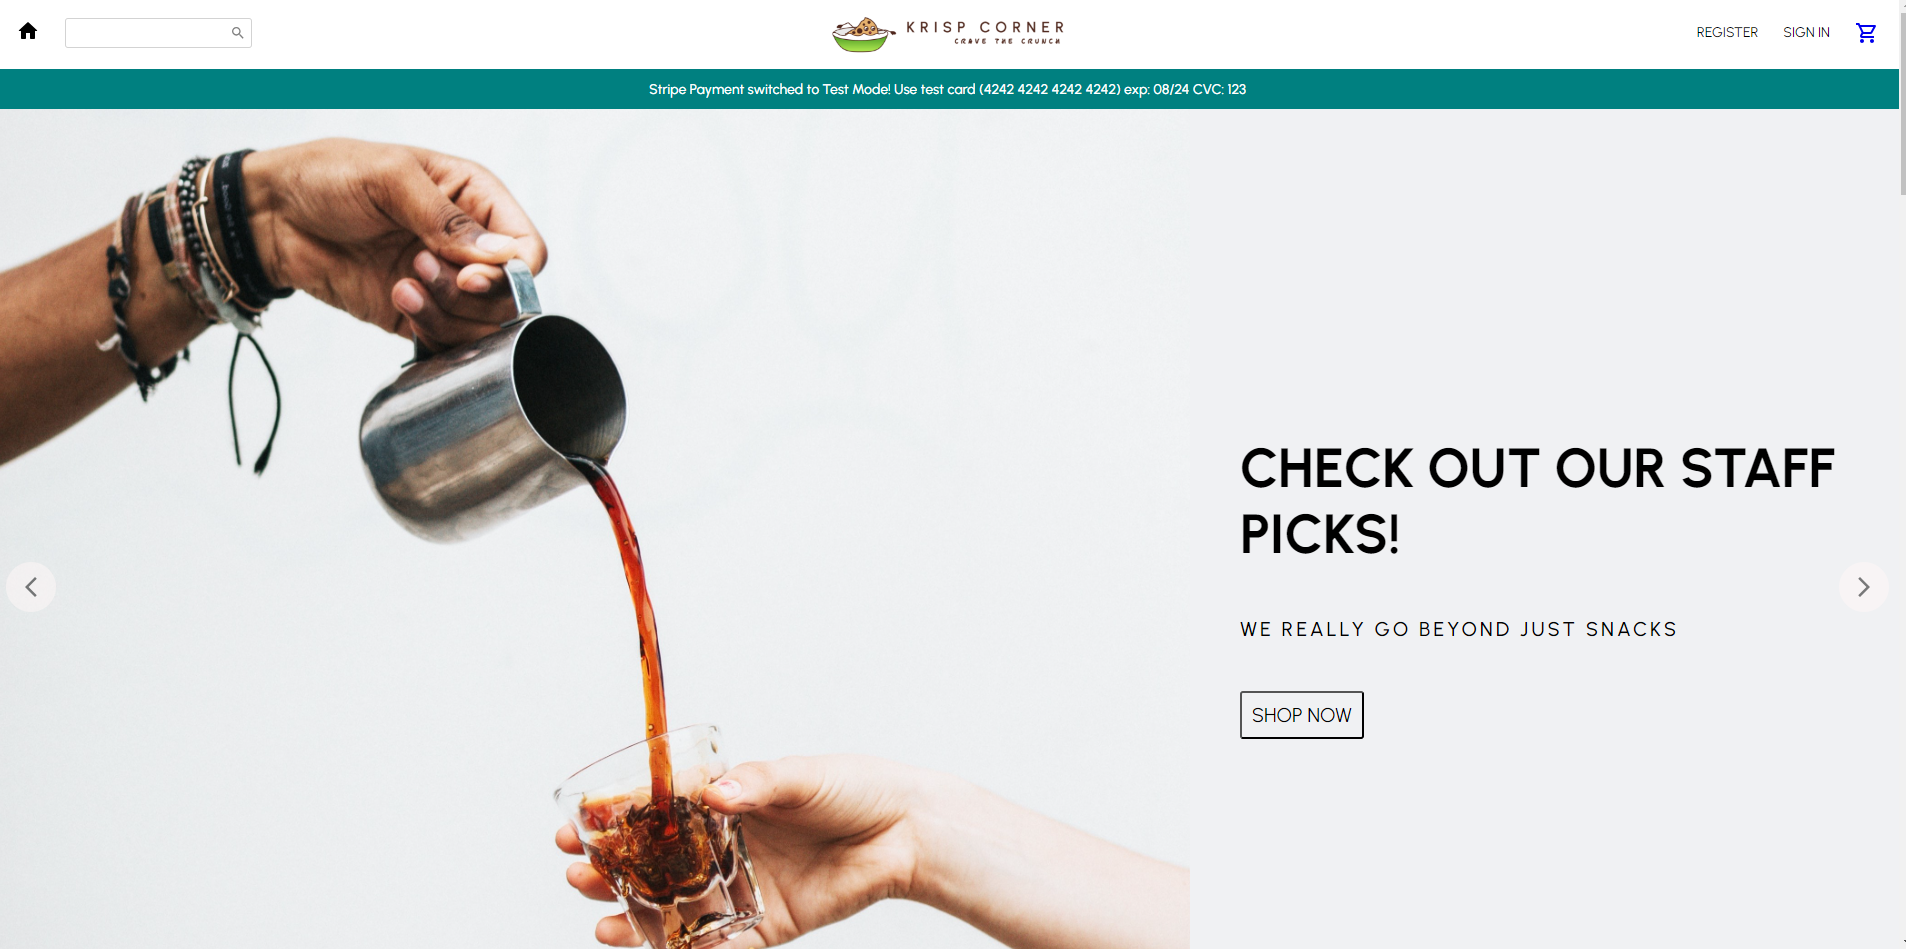 KRISP CORNER
CRAVE THE CRUNCH
REGISTER
SIGN IN
Stripe Payment switched to Test Mode! Use test card (4242 4242 4242 4242) exp: 08/24 CVC: 123
CHECK OUT OUR STAFF
PICKS!
WE REALLY GO BEYOND JUST SNACKS
SHOP NOW